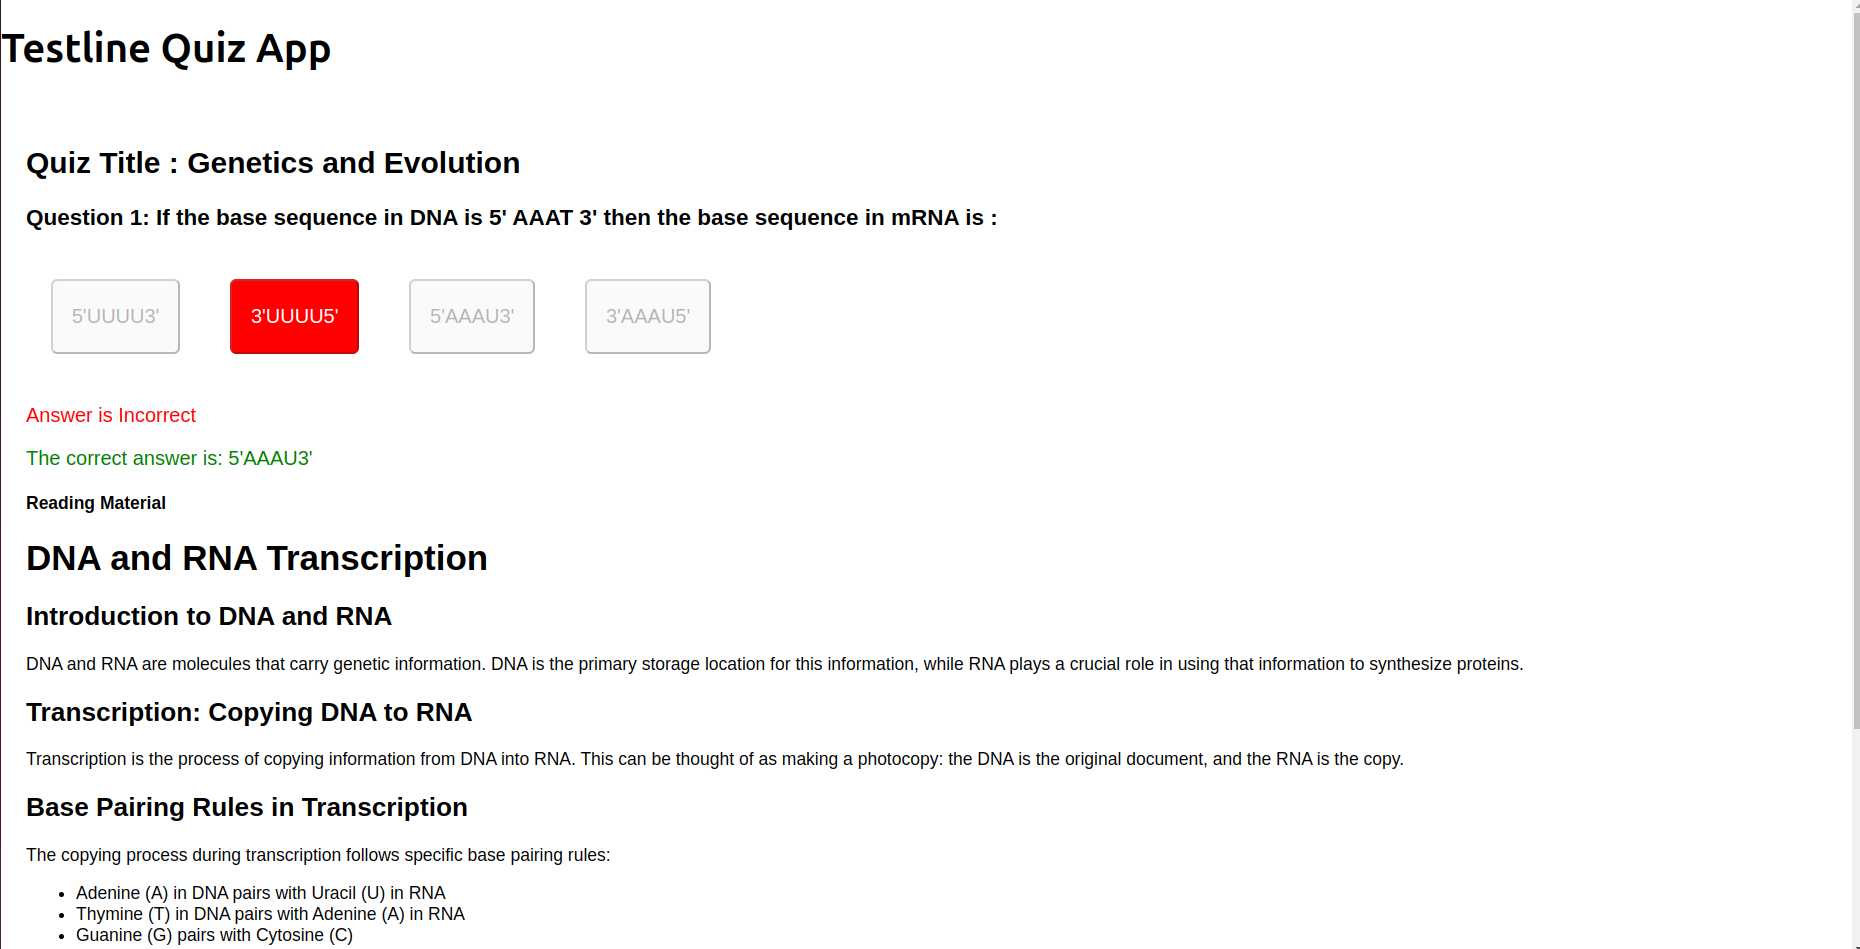 Testline Quiz App
Quiz Title : Genetics and Evolution
Question 1: If the base sequence in DNA is 5' AAAT 3' then the base sequence in mRNA is :
5'UUUU3' 3'UUUU5' 5'AAAU3' 3'AAAU5'
Answer is Incorrect
The correct answer is: 5'AAAU3'
Reading Material
DNA and RNA Transcription
Introduction to DNA and RNA
DNA and RNA are molecules that carry genetic information. DNA is the primary storage location for this information, while RNA plays a crucial role in using that information to synthesize proteins.
Transcription: Copying DNA to RNA
Transcription is the process of copying information from DNA into RNA. This can be thought of as making a photocopy: the DNA is the original document, and the RNA is the copy.
Base Pairing Rules in Transcription
The copying process during transcription follows specific base pairing rules:
• Adenine (A) in DNA pairs with Uracil (U) in RNA
• Thymine (T) in DNA pairs with Adenine (A) in RNA
• Guanine (G) pairs with Cytosine (C)